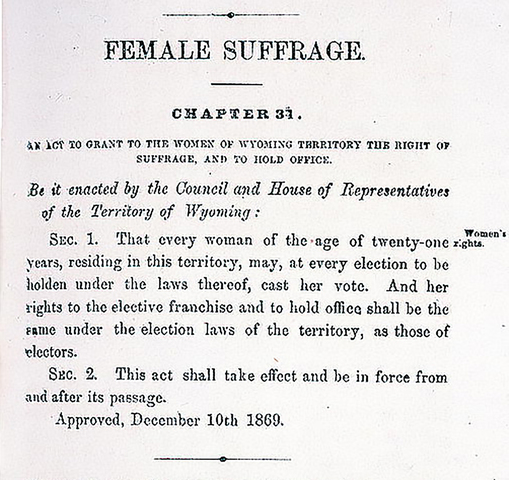 FEMALE SUFFRAGE.
CHAPTER 31.
AN ACT TO GRANT TO THE WOMEN OF WYOMING TERRITORY THE RIGHT OF
SUFFRAGE, AND TO HOLD OFFICE.
Be it enacted by the Council and House of Representatives
of the Territory of Wyoming:
SEC. 1. That every woman of the age of twenty-one
Women's
rights.
years, residing in this territory, may, at every election to be
holden under the laws thereof, cast her vote. And her
rights to the elective franchise and to hold office shall be the
same under the election laws of the territory, as those of
electors.
SEC. 2. This act shall take effect and be in force from
and after its passage.
Approved, December 10th 1869.